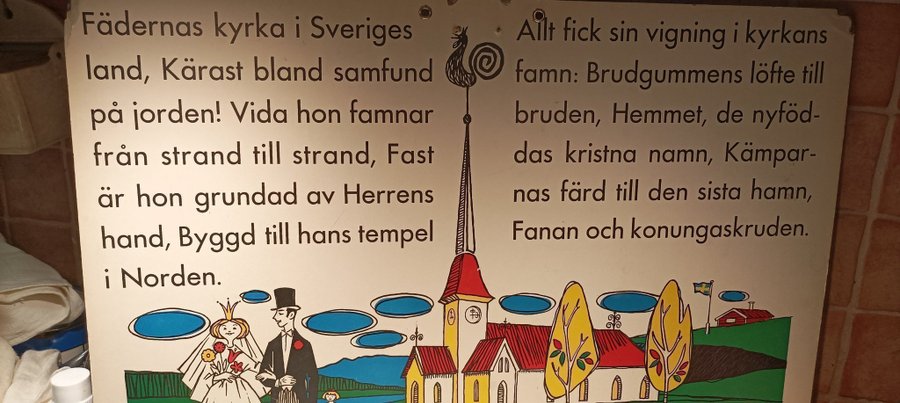 Fädernas kyrka i Sveriges
land, Kärast bland samfund
på jorden! Vida hon famnar
från strand till strand, Fast
är hon grundad av Herrens
hand, Byggd till hans tempel
i Norden.
Allt fick sin vigning i kyrkans
famn: Brudgummens löfte till
bruden, Hemmet, de nyföd-
das kristna namn, Kämpar-
nas färd till den sista hamn,
Fanan och konungaskruden.